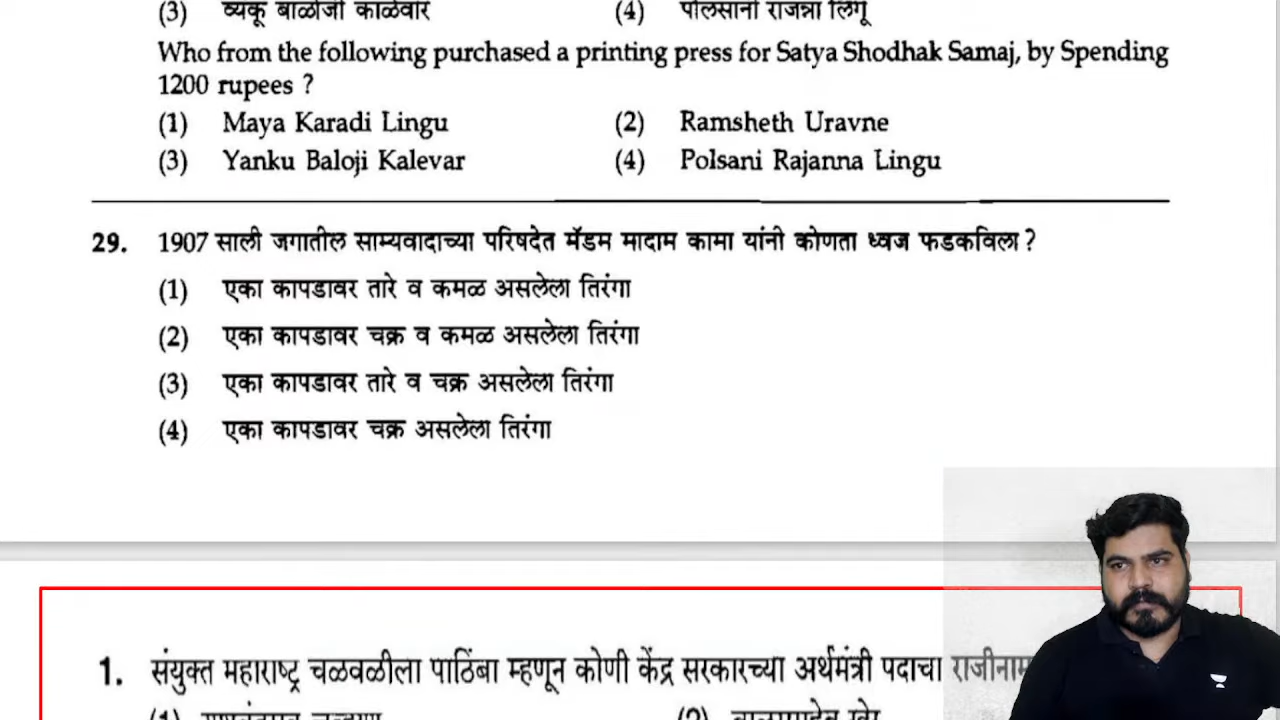 (3) व्यंकू बाळोजी काळेवार (4) पोलसानी राजन्ना लिंगू
Who from the following purchased a printing press for Satya Shodhak Samaj, by Spending
1200 rupees ?
(1) Maya Karadi Lingu (2) Ramsheth Uravne
(3) Yanku Baloji Kalevar (4) Polsani Rajanna Lingu
29. 1907 साली जगातील साम्यवादाच्या परिषदेत मॅडम मादाम कामा यांनी कोणता ध्वज फडकविला ?
(1) एका कापडावर तारे व कमळ असलेला तिरंगा
(2) एका कापडावर चक्र व कमळ असलेला तिरंगा
(3) एका कापडावर तारे व चक्र असलेला तिरंगा
(4) एका कापडावर चक्र असलेला तिरंगा
1. संयुक्त महाराष्ट्र चळवळीला पाठिंबा म्हणून कोणी केंद्र सरकारच्या अर्थमंत्री पदाचा
(1) (2)